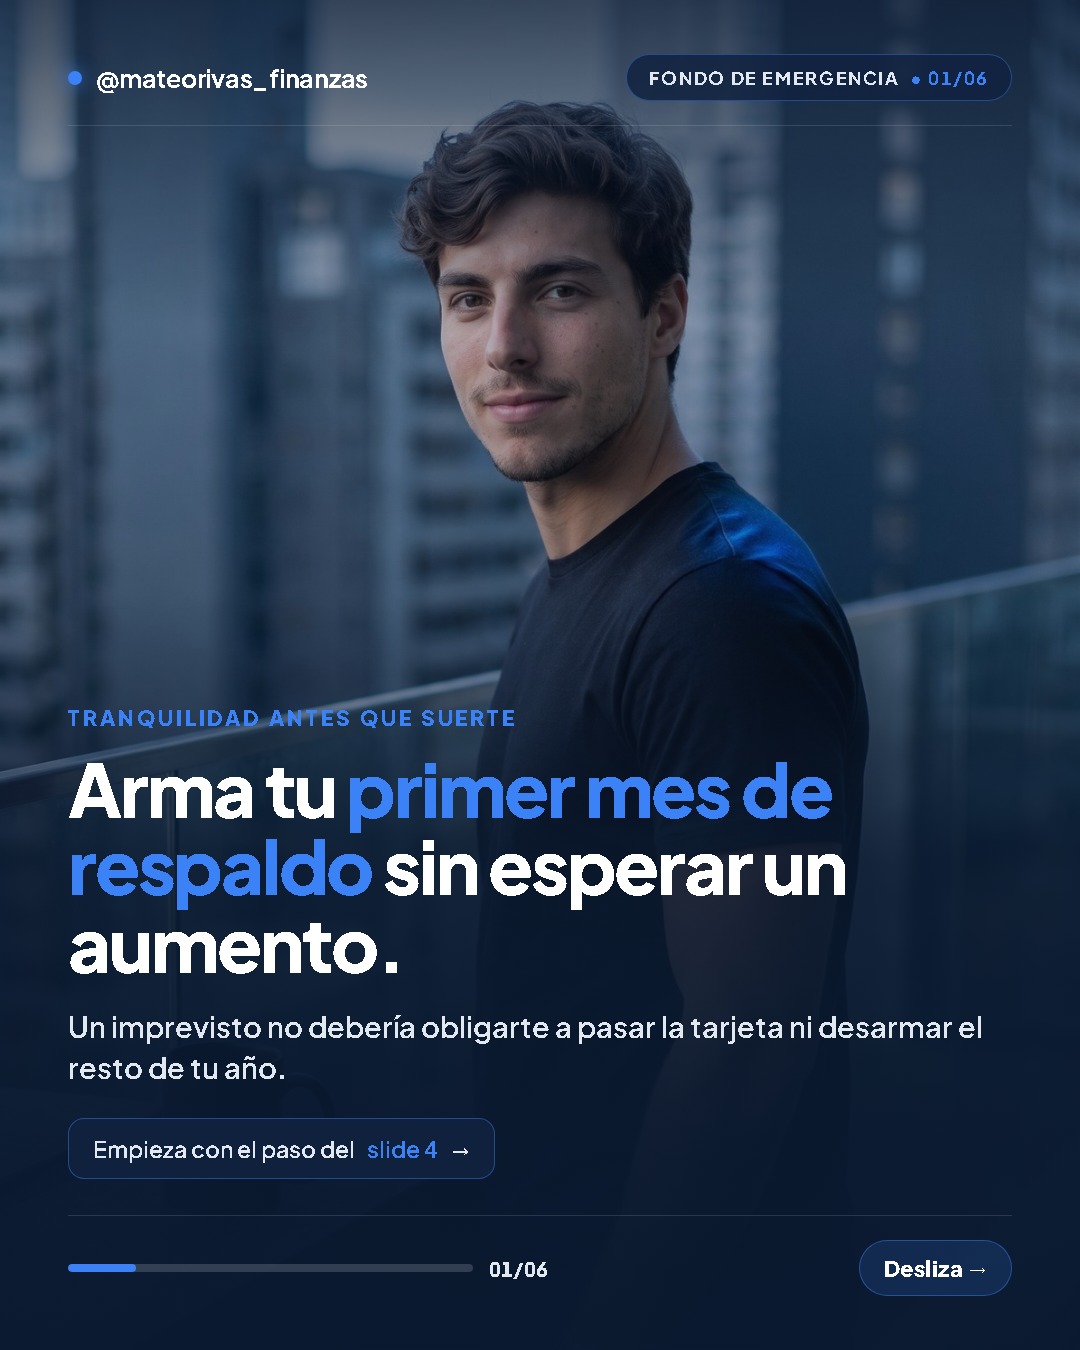 @mateorivas_finanzas
FONDO DE EMERGENCIA • 01/06
TRANQUILIDAD ANTES QUE SUERTE
Arma tu primer mes de
respaldo sin esperar un
aumento.
Un imprevisto no debería obligarte a pasar la tarjeta ni desarmar el
resto de tu año.
Empieza con el paso del slide 4 →
01/06
Desliza →